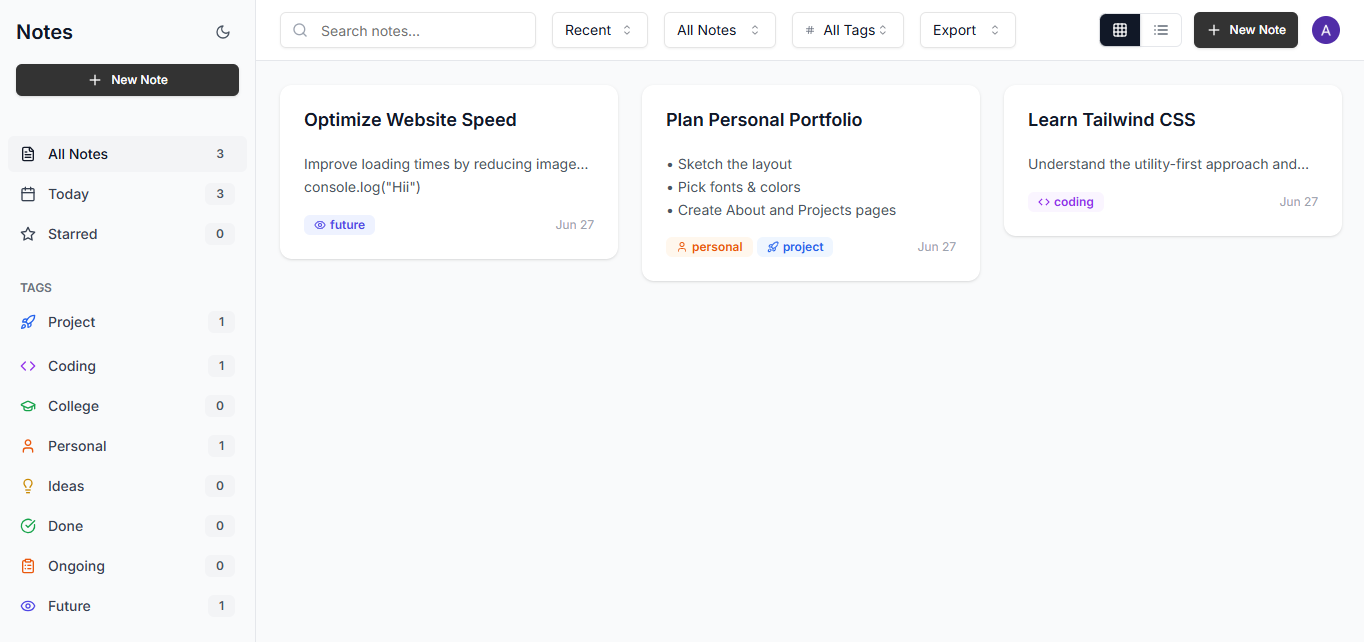 Notes
New Note
All Notes 3
Today 3
Starred 0
TAGS
Project 1
Coding 1
College 0
Personal 1
Ideas 0
Done 0
Ongoing 0
Future 1
Search notes...
Recent
All Notes
# All Tags
Export
New Note
A
Optimize Website Speed
Improve loading times by reducing image...
console.log("Hii")
future Jun 27
Plan Personal Portfolio
• Sketch the layout
• Pick fonts & colors
• Create About and Projects pages
personal project Jun 27
Learn Tailwind CSS
Understand the utility-first approach and...
coding Jun 27